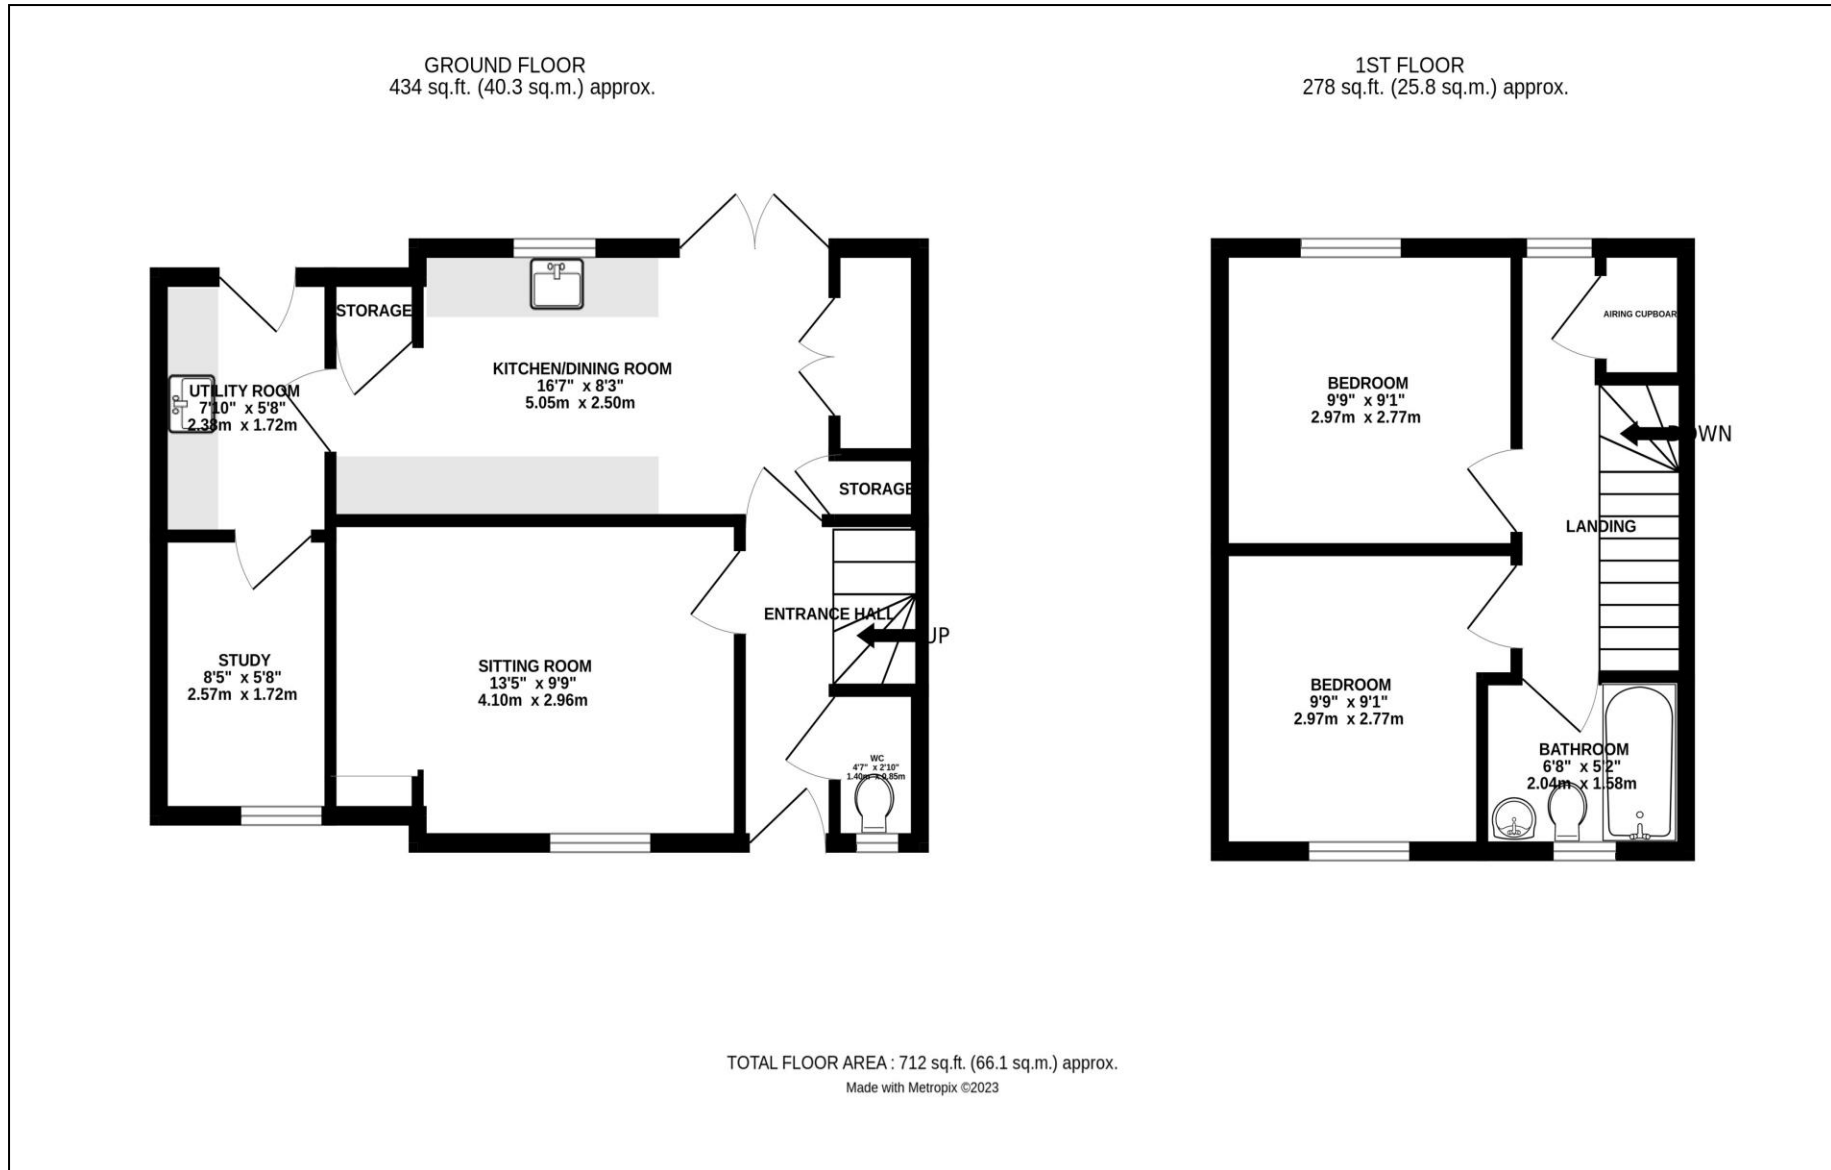 GROUND FLOOR
434 sq.ft. (40.3 sq.m.) approx.
1ST FLOOR
278 sq.ft. (25.8 sq.m.) approx.
STORAGE
KITCHEN/DINING ROOM
16'7" x 8'3"
5.05m x 2.50m
UTILITY ROOM
7'10" x 5'8"
2.38m x 1.72m
STORAGE
ENTRANCE HALL
UP
STUDY
8'5" x 5'8"
2.57m x 1.72m
SITTING ROOM
13'5" x 9'9"
4.10m x 2.96m
WC
4'7" x 2'10"
1.40m x 0.85m
AIRING CUPBOAR
BEDROOM
9'9" x 9'1"
2.97m x 2.77m
DOWN
LANDING
BEDROOM
9'9" x 9'1"
2.97m x 2.77m
BATHROOM
6'8" x 5'2"
2.04m x 1.58m
TOTAL FLOOR AREA : 712 sq.ft. (66.1 sq.m.) approx.
Made with Metropix ©2023